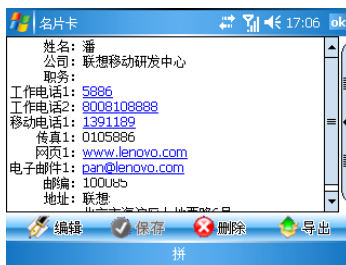 名片卡 17:06 ok
姓名: 潘
公司: 联想移动研发中心
职务:
工作电话1: 5886
工作电话2: 8008108888
移动电话1: 1391189
传真1: 0105886
网页1: www.lenovo.com
电子邮件1: pan@lenovo.com
邮编: 100085
地址: 联想
编辑 保存 删除 导出
拼